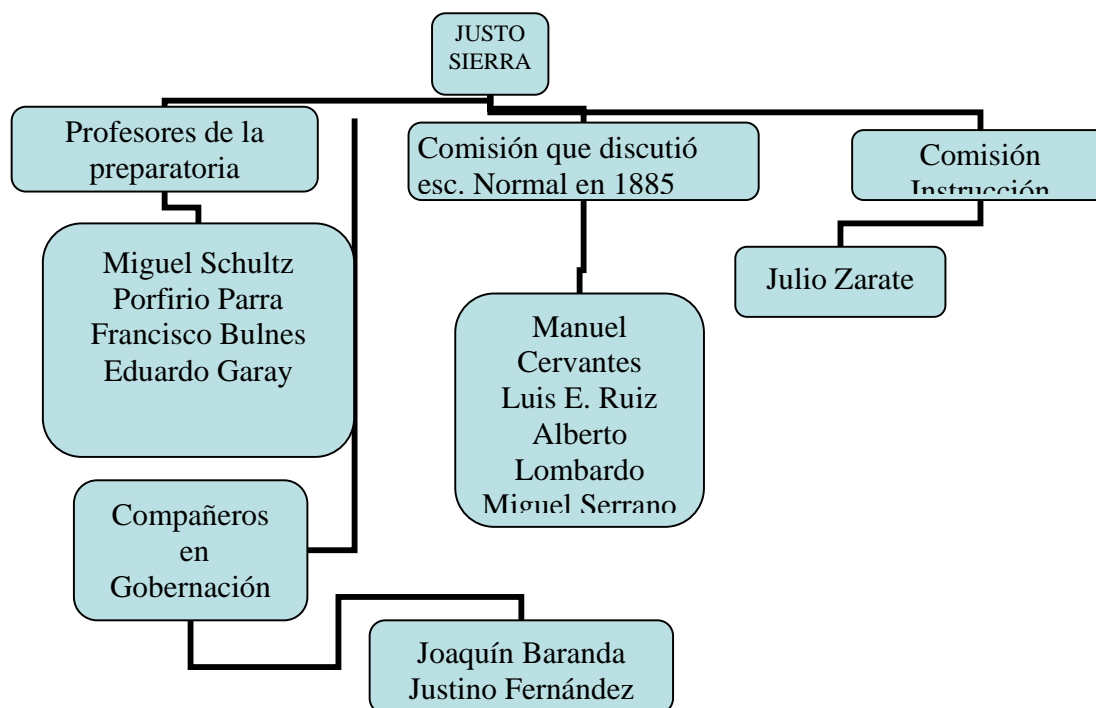 JUSTO
SIERRA
Profesores de la
preparatoria
Comisión que discutió
esc. Normal en 1885
Comisión
Instrucción
Miguel Schultz
Porfirio Parra
Francisco Bulnes
Eduardo Garay
Julio Zarate
Manuel
Cervantes
Luis E. Ruiz
Alberto
Lombardo
Miguel Serrano
Compañeros
en
Gobernación
Joaquín Baranda
Justino Fernández